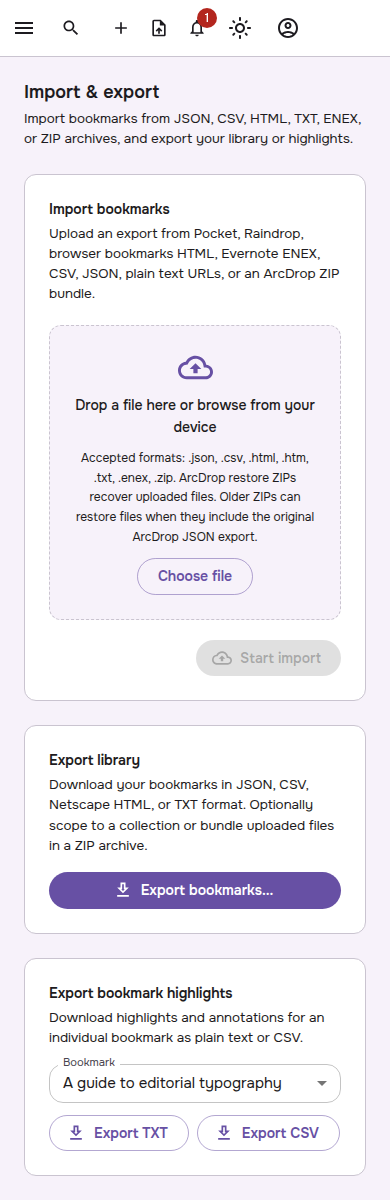 1
Import & export
Import bookmarks from JSON, CSV, HTML, TXT, ENEX,
or ZIP archives, and export your library or highlights.
Import bookmarks
Upload an export from Pocket, Raindrop,
browser bookmarks HTML, Evernote ENEX,
CSV, JSON, plain text URLs, or an ArcDrop ZIP
bundle.
Drop a file here or browse from your
device
Accepted formats: .json, .csv, .html, .htm,
.txt, .enex, .zip. ArcDrop restore ZIPs
recover uploaded files. Older ZIPs can
restore files when they include the original
ArcDrop JSON export.
Choose file
Start import
Export library
Download your bookmarks in JSON, CSV,
Netscape HTML, or TXT format. Optionally
scope to a collection or bundle uploaded files
in a ZIP archive.
Export bookmarks...
Export bookmark highlights
Download highlights and annotations for an
individual bookmark as plain text or CSV.
Bookmark
A guide to editorial typography
Export TXT
Export CSV